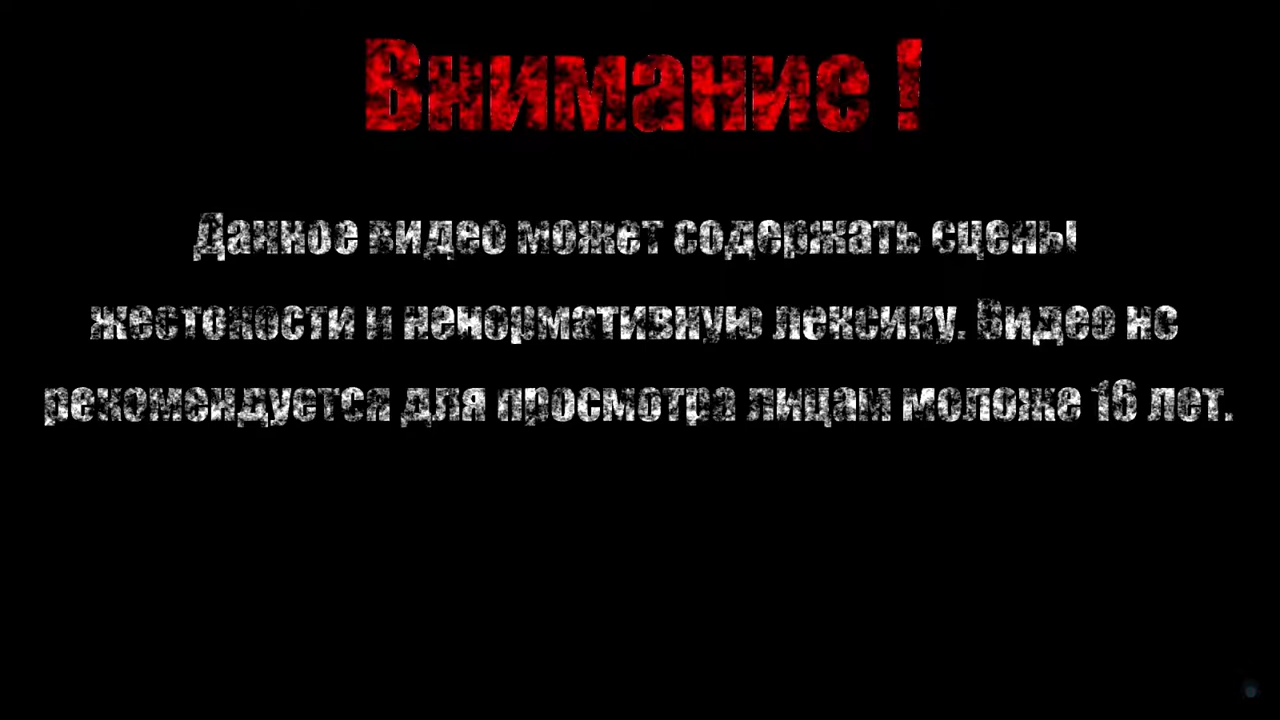 Внимание !
Данное видео может содержать сцены
жестокости и ненормативную лексику. Видео не
рекомендуется для просмотра лицам моложе 16 лет.